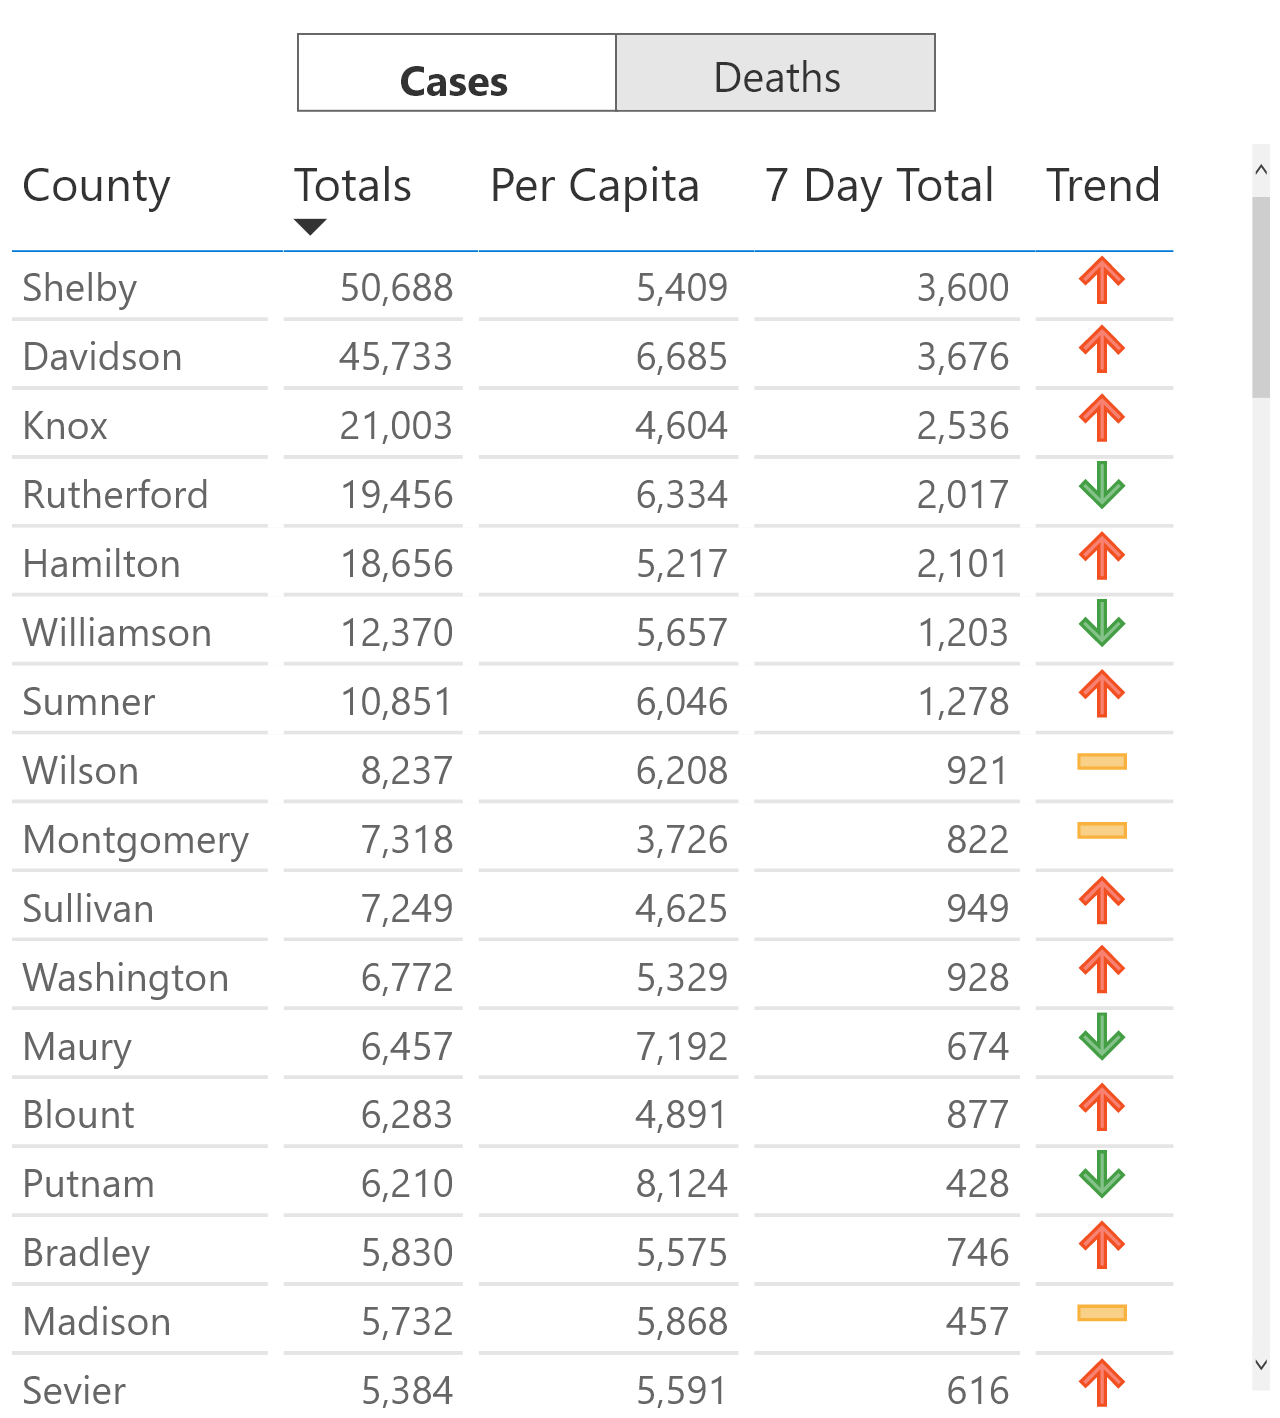 Cases Deaths
County Totals Per Capita 7 Day Total Trend
Shelby 50,688 5,409 3,600
Davidson 45,733 6,685 3,676
Knox 21,003 4,604 2,536
Rutherford 19,456 6,334 2,017
Hamilton 18,656 5,217 2,101
Williamson 12,370 5,657 1,203
Sumner 10,851 6,046 1,278
Wilson 8,237 6,208 921
Montgomery 7,318 3,726 822
Sullivan 7,249 4,625 949
Washington 6,772 5,329 928
Maury 6,457 7,192 674
Blount 6,283 4,891 877
Putnam 6,210 8,124 428
Bradley 5,830 5,575 746
Madison 5,732 5,868 457
Sevier 5,384 5,591 616